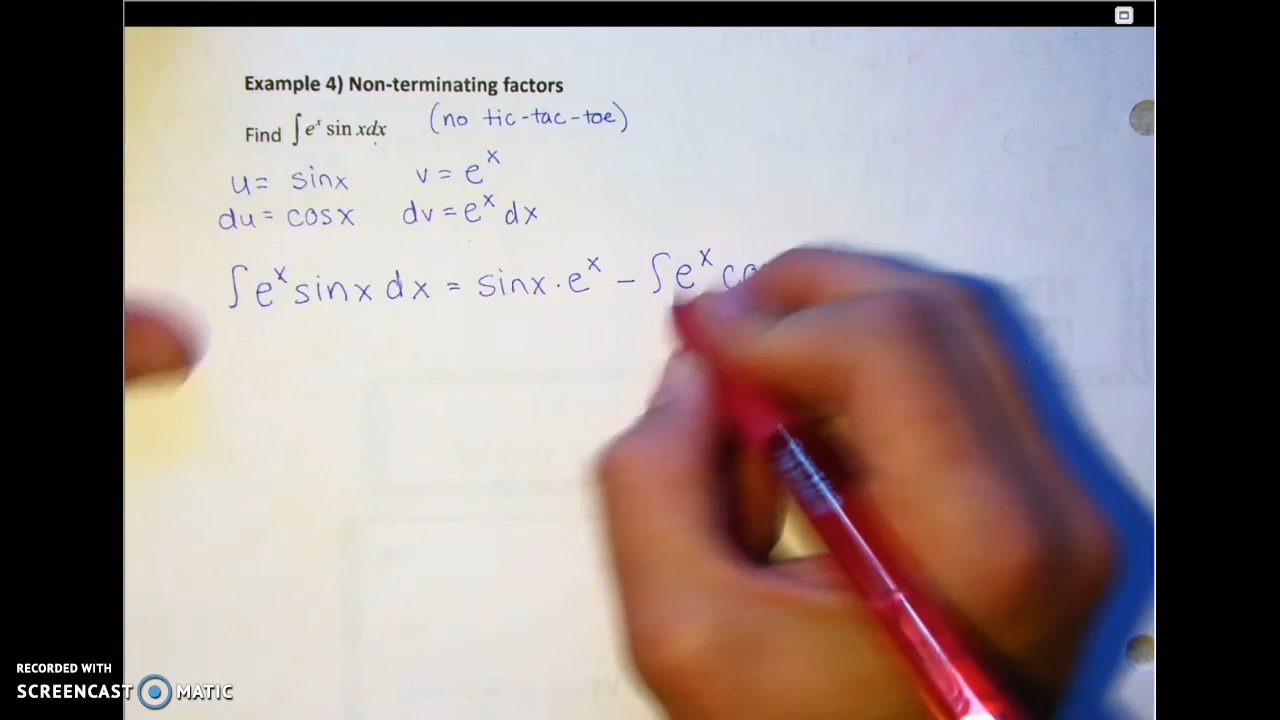 Example 4) Non-terminating factors
Find ∫eˣ sin xdx (no tic-tac-toe)
u = sinx v = eˣ
du = cosx dv = eˣ dx
∫eˣ sinx dx = sinx · eˣ – ∫eˣ
RECORDED WITH
SCREENCAST MATIC